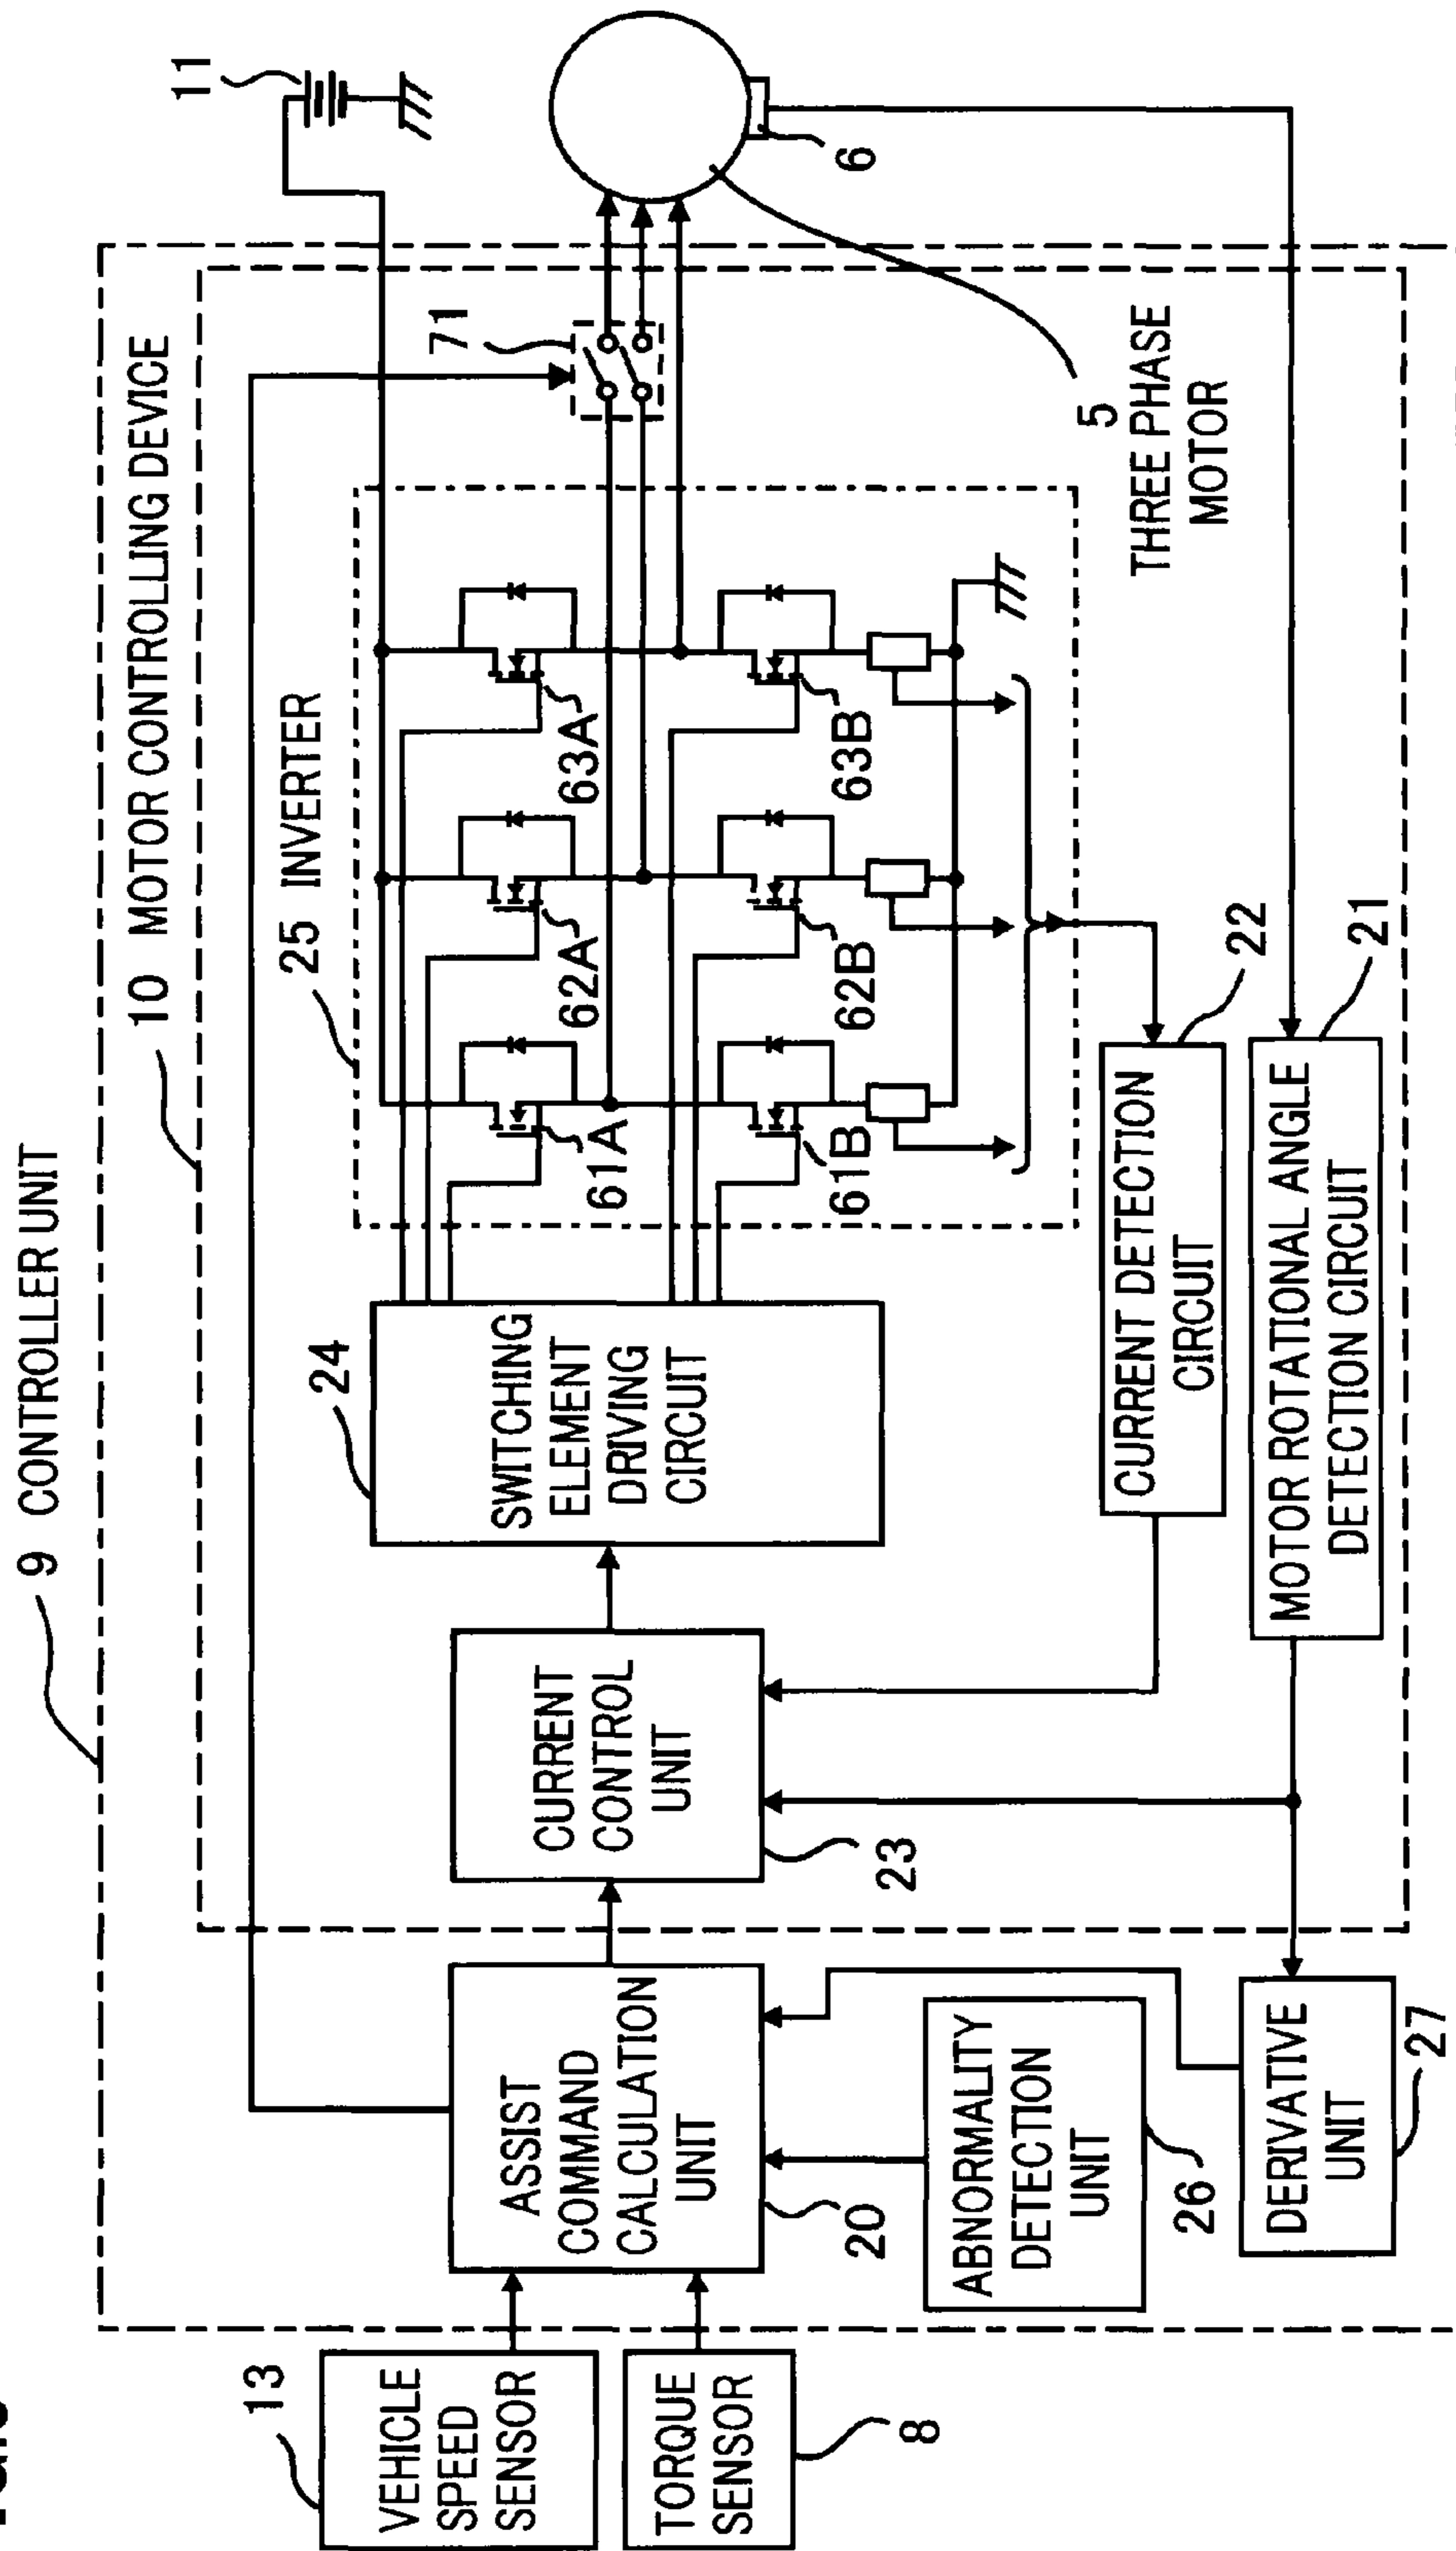 9 CONTROLLER UNIT
10 MOTOR CONTROLLING DEVICE
11
25 INVERTER
71
24
SWITCHING
ELEMENT
DRIVING
CIRCUIT
61A
62A
63A
61B
62B
63B
6
5
THREE PHASE
MOTOR
13
VEHICLE
SPEED
SENSOR
TORQUE
SENSOR
8
ASSIST
COMMAND
CALCULATION
UNIT
20
CURRENT
CONTROL
UNIT
23
ABNORMALITY
DETECTION
UNIT
26
DERIVATIVE
UNIT
27
CURRENT DETECTION
CIRCUIT
22
MOTOR ROTATIONAL ANGLE
DETECTION CIRCUIT
21